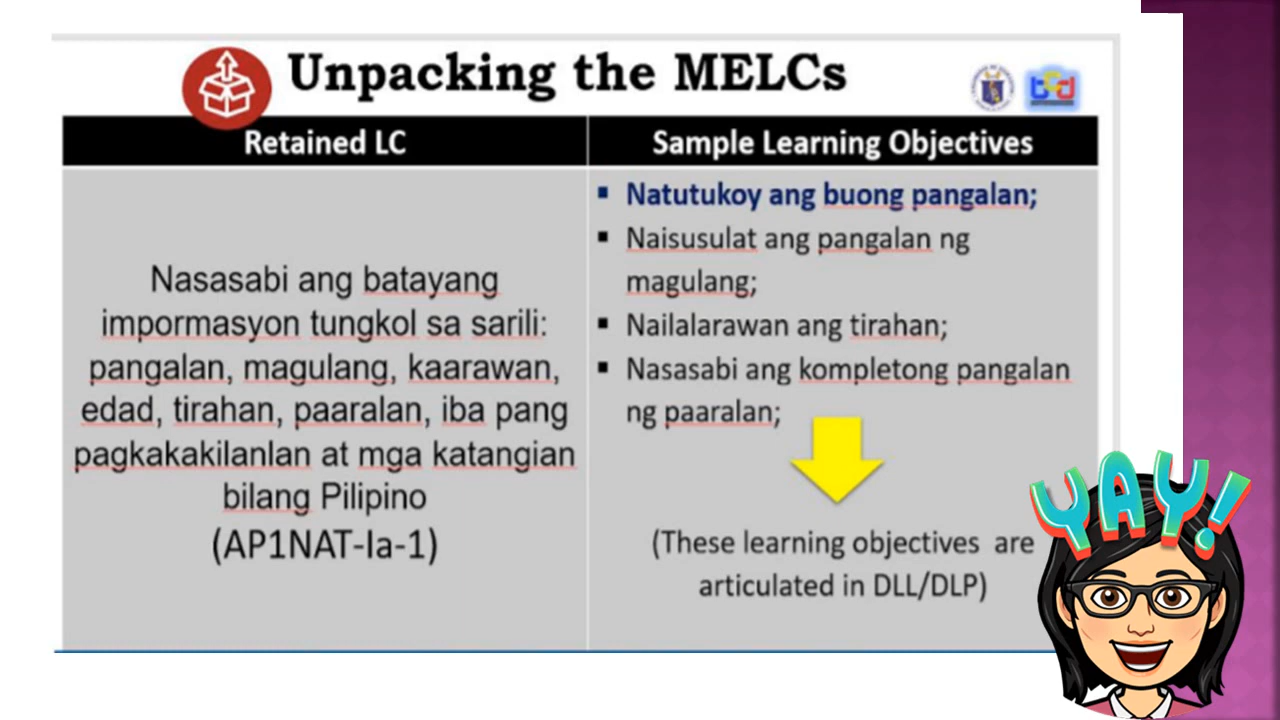 Unpacking the MELCs
Retained LC
Nasasabi ang batayang
impormasyon tungkol sa sarili:
pangalan, magulang, kaarawan,
edad, tirahan, paaralan, iba pang
pagkakakilanlan at mga katangian
bilang Pilipino
(AP1NAT-Ia-1)
Sample Learning Objectives
▪ Natutukoy ang buong pangalan;
▪ Naisusulat ang pangalan ng
magulang;
▪ Nailalarawan ang tirahan;
▪ Nasasabi ang kompletong pangalan
ng paaralan;
(These learning objectives are
articulated in DLL/DLP)
YAY!